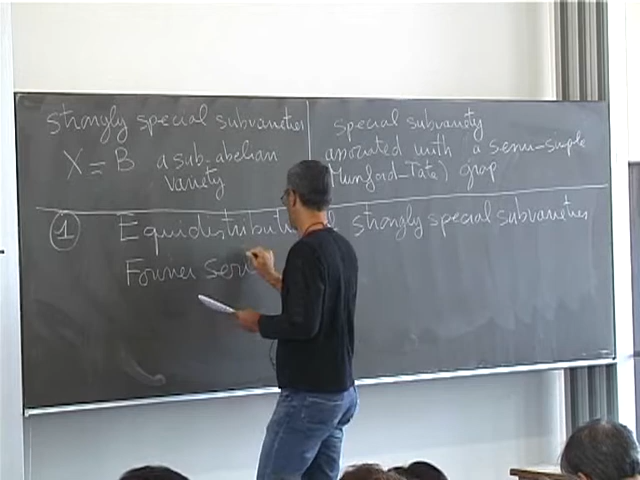 strongly special subvarieties
X = B a sub-abelian
variety
special subvariety
associated with a semi-simple
Mumford-Tate) group
① Equidistributi strongly special subvarieties
Fourier Seri